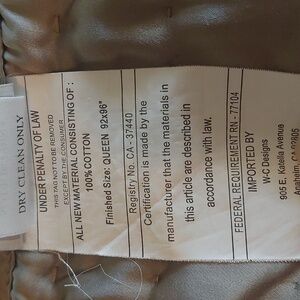 DRY CLEAN ONLY
UNDER PENALTY OF LAW
THIS TAG NOT TO BE REMOVED
EXCEPT BY THE CONSUMER
ALL NEW MATERIAL CONSISTING OF :
100% COTTON
Finished Size: QUEEN 92x96"
Registry No. CA - 37440
Certification is made by the
manufacturer that the materials in
this article are described in
accordance with law.
FEDERAL REQUIREMENT RN - 77104
IMPORTED BY
W-C Designs
905 E. Katella Avenue
Anaheim, CA 92805